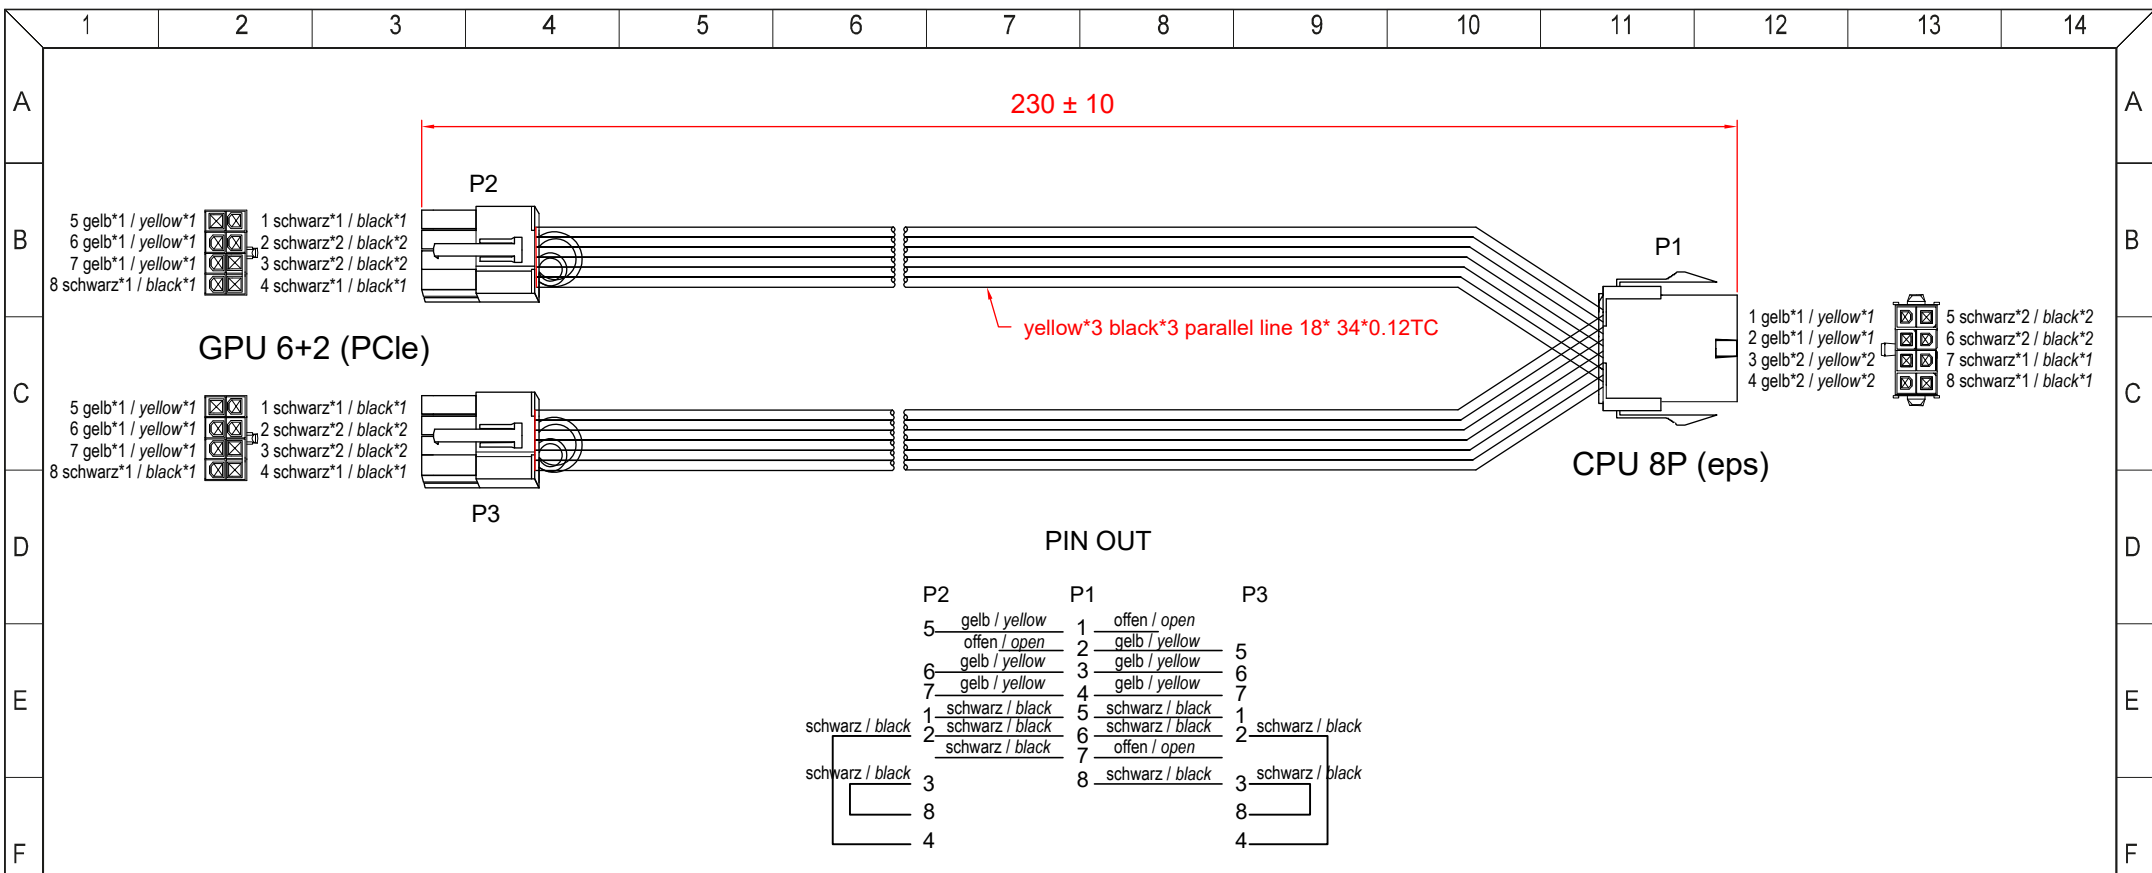 1 2 3 4 5 6 7 8 9 10 11 12 13 14
A A
230 ± 10
P2
B B
5 gelb*1 / yellow*1 1 schwarz*1 / black*1
6 gelb*1 / yellow*1 2 schwarz*2 / black*2
7 gelb*1 / yellow*1 3 schwarz*2 / black*2
8 schwarz*1 / black*1 4 schwarz*1 / black*1
P1
yellow*3 black*3 parallel line 18* 34*0.12TC
1 gelb*1 / yellow*1 5 schwarz*2 / black*2
2 gelb*1 / yellow*1 6 schwarz*2 / black*2
3 gelb*2 / yellow*2 7 schwarz*1 / black*1
4 gelb*2 / yellow*2 8 schwarz*1 / black*1
GPU 6+2 (PCIe)
C C
5 gelb*1 / yellow*1 1 schwarz*1 / black*1
6 gelb*1 / yellow*1 2 schwarz*2 / black*2
7 gelb*1 / yellow*1 3 schwarz*2 / black*2
8 schwarz*1 / black*1 4 schwarz*1 / black*1
CPU 8P (eps)
P3
D D
PIN OUT
P2 P1 P3
5 gelb / yellow 1 offen / open
offen / open 2 gelb / yellow 5
6 gelb / yellow 3 gelb / yellow 6
7 gelb / yellow 4 gelb / yellow 7
E E
1 schwarz / black 5 schwarz / black 1
schwarz / black 2 schwarz / black 6 schwarz / black 2 schwarz / black
schwarz / black 7 offen / open
schwarz / black 3 8 schwarz / black 3 schwarz / black
8 8
4 4
F F